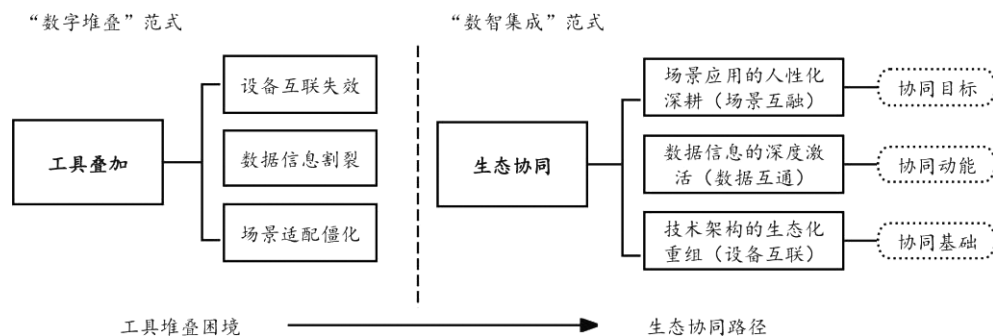 “数字堆叠”范式
工具叠加
设备互联失效
数据信息割裂
场景适配僵化
“数智集成”范式
生态协同
场景应用的人性化
深耕（场景互融）
协同目标
数据信息的深度激
活（数据互通）
协同动能
技术架构的生态化
重组（设备互联）
协同基础
工具堆叠困境
生态协同路径